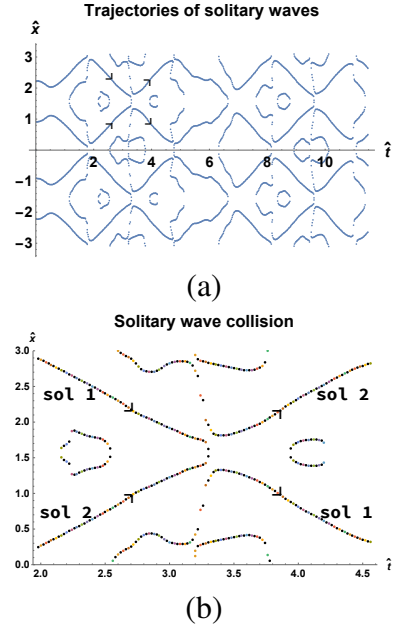 Trajectories of solitary waves
x̂
3
2
1
2 4 6 8 10 t̂
-1
-2
-3
(a)
Solitary wave collision
x̂
3.0
sol 1 sol 2
2.5
2.0
1.5
1.0
sol 2 sol 1
0.5
0.0
2.0 2.5 3.0 3.5 4.0 4.5 t̂
(b)